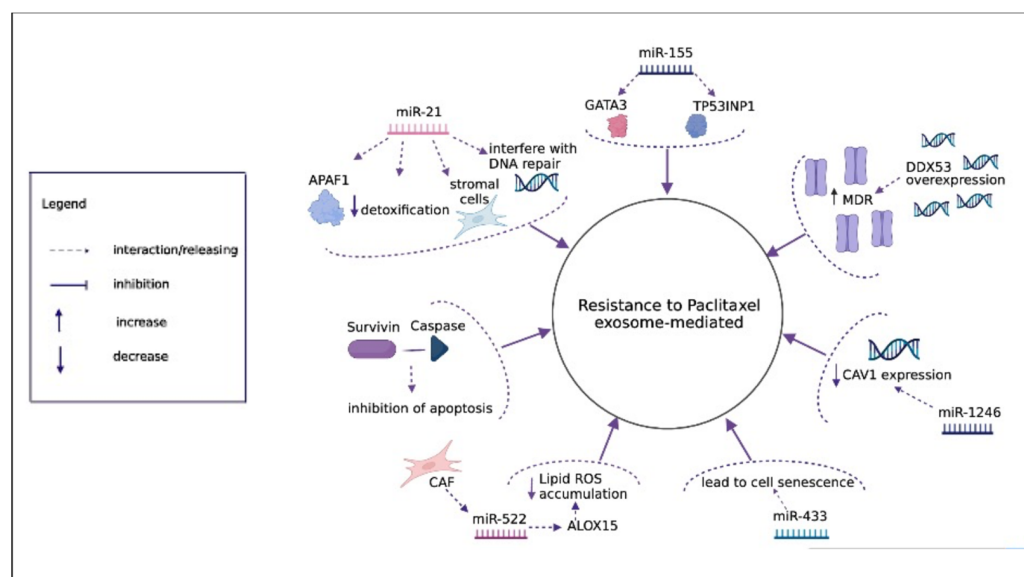 miR-155
GATA3
TP53INP1
miR-21
interfere with
DNA repair
APAF1
stromal
cells
detoxification
DDX53
overexpression
MDR
Legend
interaction/releasing
inhibition
increase
decrease
Resistance to Paclitaxel
exosome-mediated
Survivin
Caspase
inhibition of apoptosis
CAV1 expression
miR-1246
CAF
Lipid ROS
accumulation
miR-522
ALOX15
lead to cell senescence
miR-433